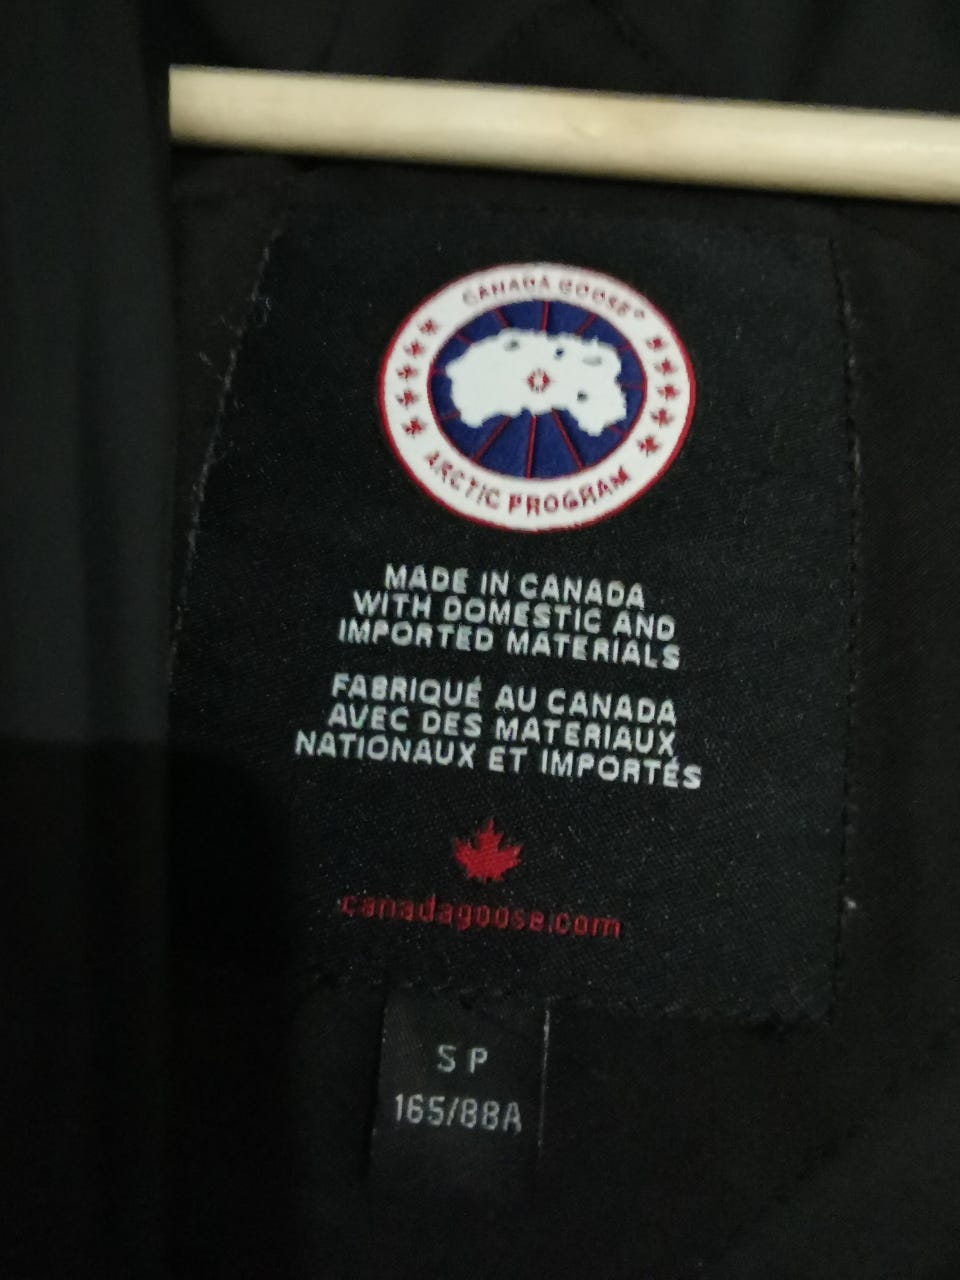 CANADA GOOSE®
ARCTIC PROGRAM
MADE IN CANADA
WITH DOMESTIC AND
IMPORTED MATERIALS
FABRIQUÉ AU CANADA
AVEC DES MATERIAUX
NATIONAUX ET IMPORTÉS
canadagoose.com
S P
165/88A